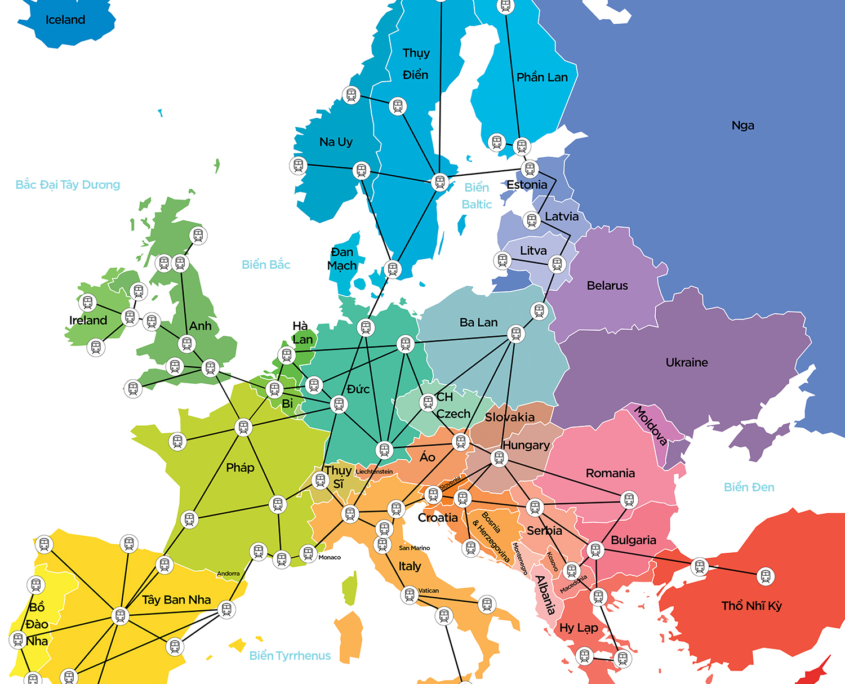 Iceland
Thụy
Điển
Phần Lan
Nga
Na Uy
Bắc Đại Tây Dương
Estonia
Biển
Baltic
Latvia
Đan
Mạch
Litva
Biển Bắc
Belarus
Ireland
Anh
Hà
Lan
Ba Lan
Ukraine
Đức
Bỉ
CH
Czech
Slovakia
Moldova
Hungary
Áo
Liechtenstein
Pháp
Thụy
Sĩ
Romania
Slovenia
Biển Đen
Croatia
Bosnia
& Herzegovina
Serbia
Bulgaria
Monaco
San Marino
Montenegro
Kosovo
Italy
Andorra
Macedonia
Albania
Vatican
Tây Ban Nha
Bồ
Đào
Nha
Thổ Nhĩ Kỳ
Hy Lạp
Biển Tyrrhenus